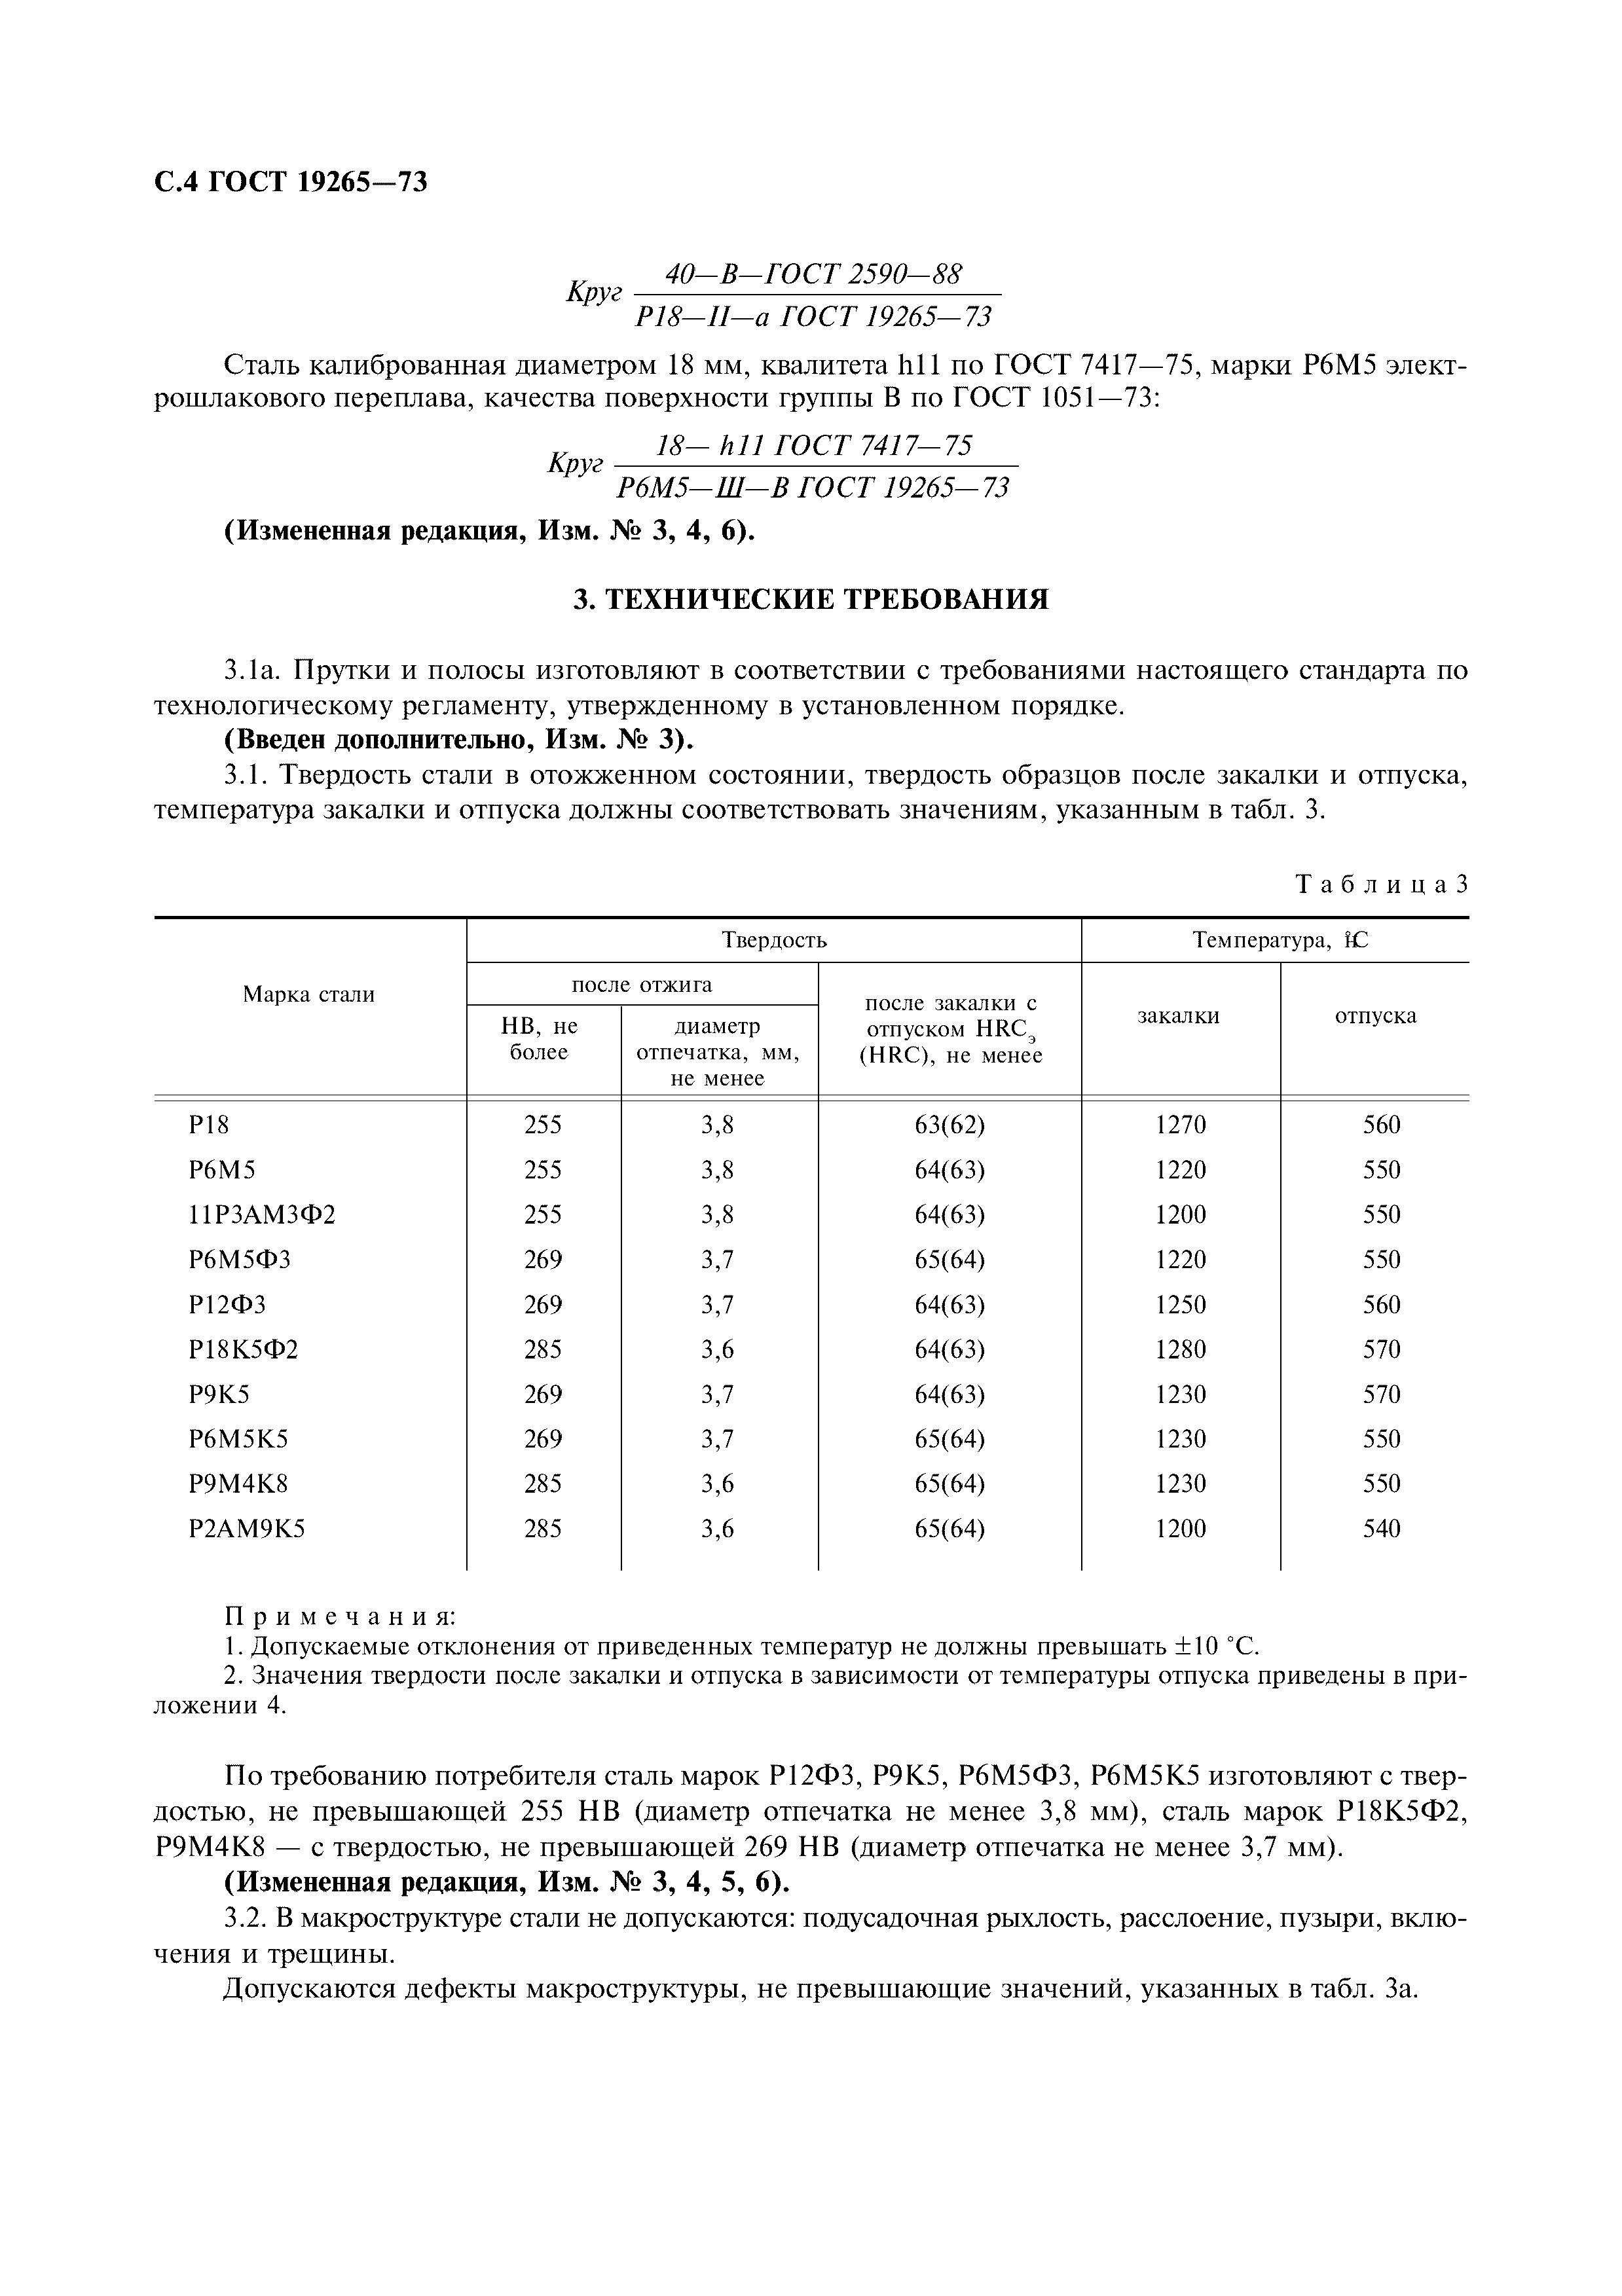 С.4 ГОСТ 19265—73
Круг 40—В—ГОСТ 2590—88
Р18—II—а ГОСТ 19265—73
Сталь калиброванная диаметром 18 мм, квалитета h11 по ГОСТ 7417—75, марки Р6М5 элект-
рошлакового переплава, качества поверхности группы В по ГОСТ 1051—73:
Круг 18— h11 ГОСТ 7417—75
Р6М5—Ш—В ГОСТ 19265—73
(Измененная редакция, Изм. № 3, 4, 6).
3. ТЕХНИЧЕСКИЕ ТРЕБОВАНИЯ
3.1а. Прутки и полосы изготовляют в соответствии с требованиями настоящего стандарта по
технологическому регламенту, утвержденному в установленном порядке.
(Введен дополнительно, Изм. № 3).
3.1. Твердость стали в отожженном состоянии, твердость образцов после закалки и отпуска,
температура закалки и отпуска должны соответствовать значениям, указанным в табл. 3.
Т а б л и ц а 3
Марка стали
Твердость
Температура,
после отжига
НВ, не
более
диаметр
отпечатка, мм,
не менее
после закалки с
отпуском HRCэ
(HRC), не менее
закалки
отпуска
Р18 255 3,8 63(62) 1270 560
Р6М5 255 3,8 64(63) 1220 550
11Р3АМ3Ф2 255 3,8 64(63) 1200 550
Р6М5Ф3 269 3,7 65(64) 1220 550
Р12Ф3 269 3,7 64(63) 1250 560
Р18К5Ф2 285 3,6 64(63) 1280 570
Р9К5 269 3,7 64(63) 1230 570
Р6М5К5 269 3,7 65(64) 1230 550
Р9М4К8 285 3,6 65(64) 1230 550
Р2АМ9К5 285 3,6 65(64) 1200 540
П р и м е ч а н и я:
1. Допускаемые отклонения от приведенных температур не должны превышать ±10 °С.
2. Значения твердости после закалки и отпуска в зависимости от температуры отпуска приведены в при-
ложении 4.
По требованию потребителя сталь марок Р12Ф3, Р9К5, Р6М5Ф3, Р6М5К5 изготовляют с твер-
достью, не превышающей 255 НВ (диаметр отпечатка не менее 3,8 мм), сталь марок Р18К5Ф2,
Р9М4К8 — с твердостью, не превышающей 269 НВ (диаметр отпечатка не менее 3,7 мм).
(Измененная редакция, Изм. № 3, 4, 5, 6).
3.2. В макроструктуре стали не допускаются: подусадочная рыхлость, расслоение, пузыри, вклю-
чения и трещины.
Допускаются дефекты макроструктуры, не превышающие значений, указанных в табл. 3а.